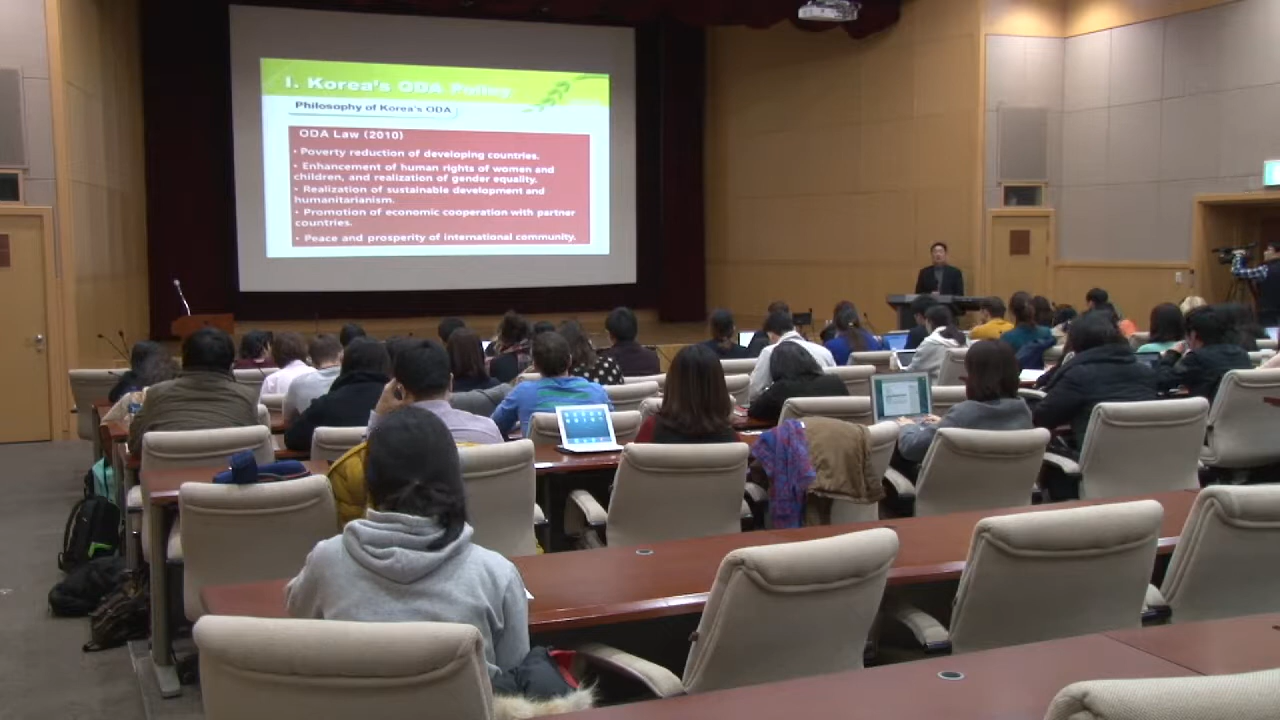 I. Korea's ODA Policy
Philosophy of Korea's ODA
ODA Law (2010)
• Poverty reduction of developing countries.
• Enhancement of human rights of women and
children, and realization of gender equality.
• Realization of sustainable development and
humanitarianism.
• Promotion of economic cooperation with partner
countries.
• Peace and prosperity of international community.